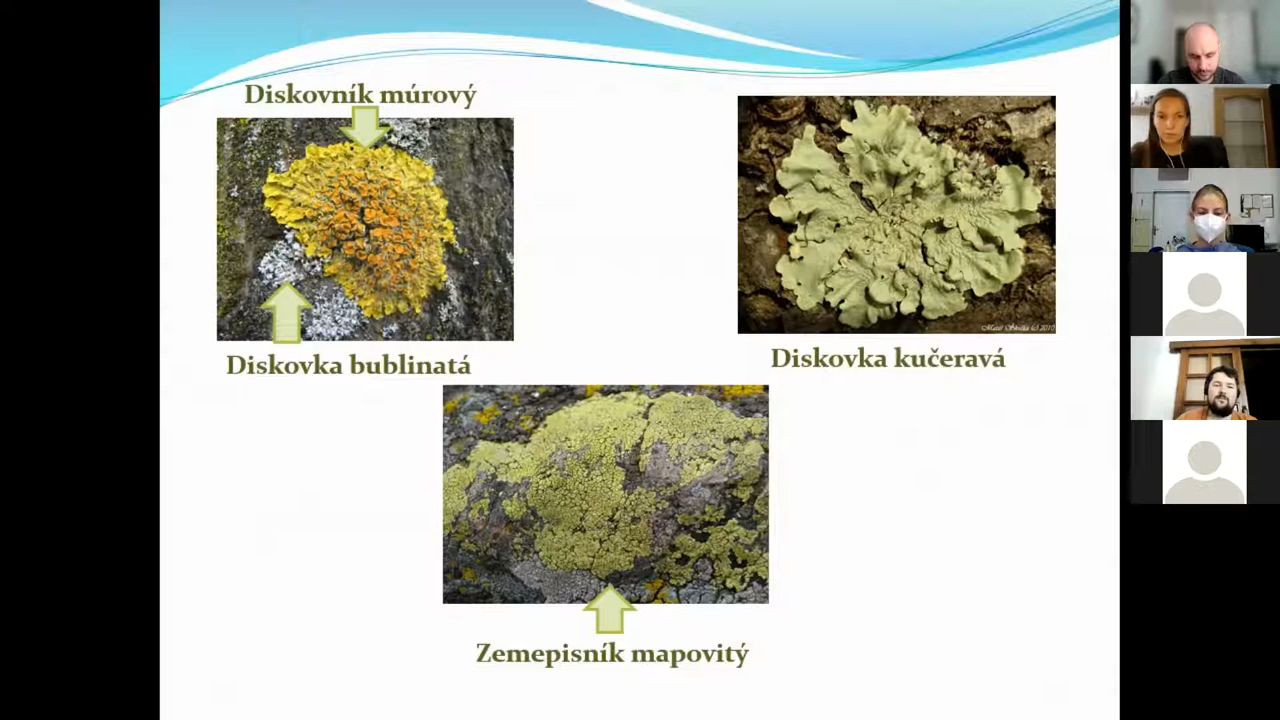 Diskovník múrový
Diskovka bublinatá
Diskovka kučeravá
Zemepisník mapovitý